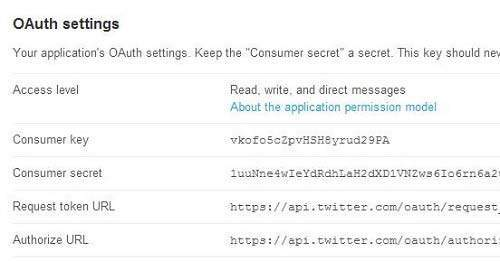 OAuth settings
Your application's OAuth settings. Keep the "Consumer secret" a secret. This key should nev
Access level Read, write, and direct messages
About the application permission model
Consumer key vkofo5cZpvHSH8yrud29PA
Consumer secret 1uuNne4wIeYdRdhLaH2dXD1VNZws6Io6rn6a2
Request token URL https://api.twitter.com/oauth/request_
Authorize URL https://api.twitter.com/oauth/authori